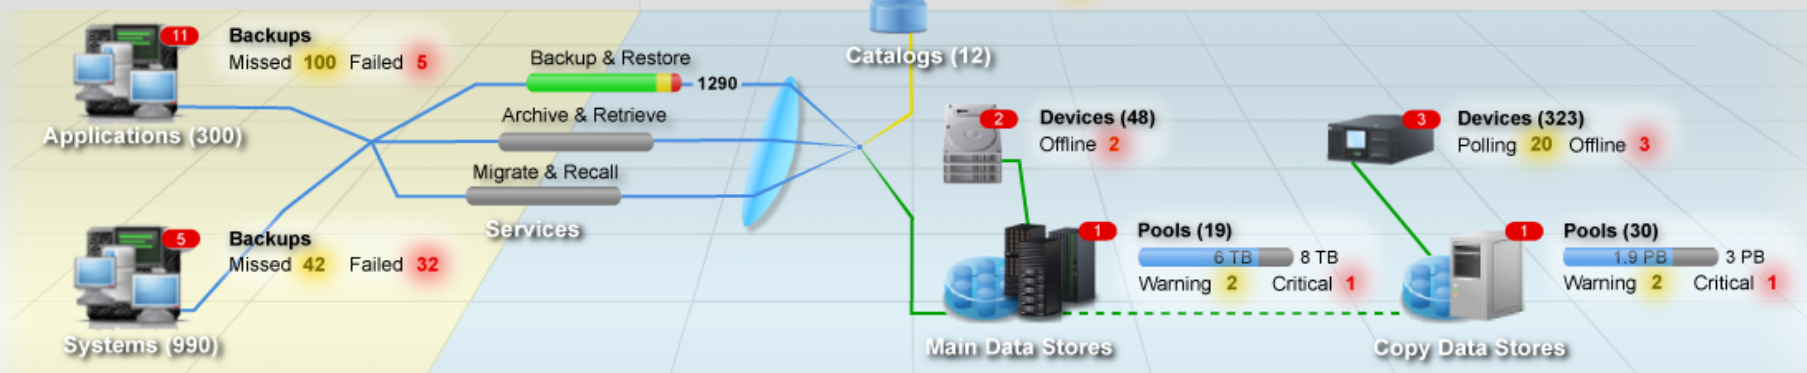 11
Backups
Missed 100 Failed 5
Applications (300)
5
Backups
Missed 42 Failed 32
Systems (990)
Backup & Restore
1290
Archive & Retrieve
Migrate & Recall
Services
Catalogs (12)
2
Devices (48)
Offline 2
1
Pools (19)
6 TB 8 TB
Warning 2 Critical 1
Main Data Stores
3
Devices (323)
Polling 20 Offline 3
1
Pools (30)
1.9 PB 3 PB
Warning 2 Critical 1
Copy Data Stores